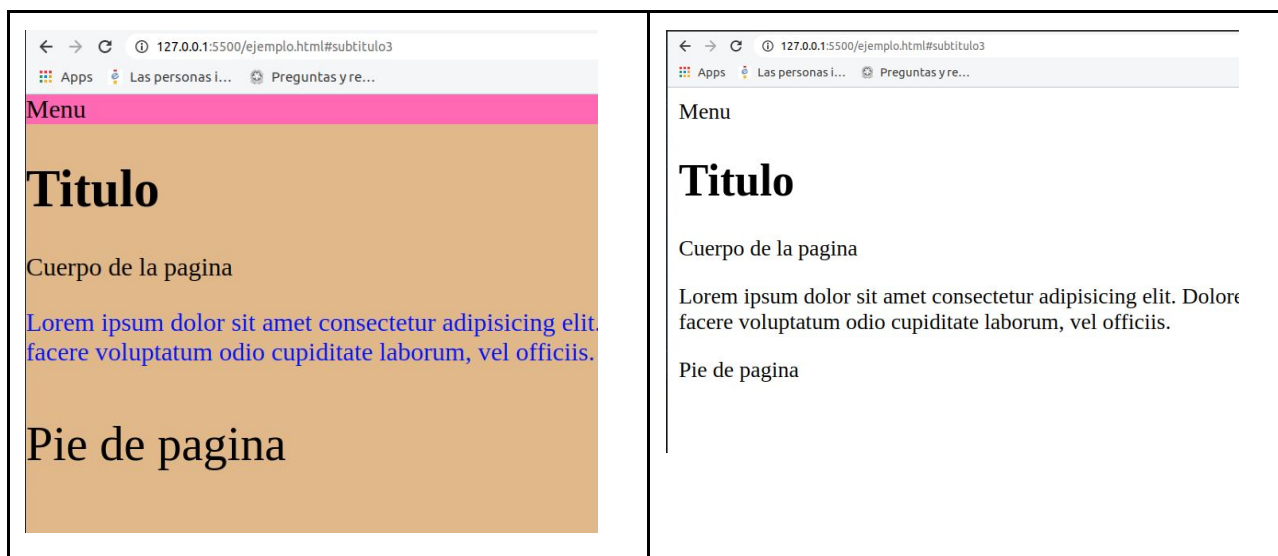 127.0.0.1:5500/ejemplo.html#subtitulo3
Apps Las personas i... Preguntas y re...
Menu
Titulo
Cuerpo de la pagina
Lorem ipsum dolor sit amet consectetur adipisicing elit.
facere voluptatum odio cupiditate laborum, vel officiis.
Pie de pagina
127.0.0.1:5500/ejemplo.html#subtitulo3
Apps Las personas i... Preguntas y re...
Menu
Titulo
Cuerpo de la pagina
Lorem ipsum dolor sit amet consectetur adipisicing elit. Dolore
facere voluptatum odio cupiditate laborum, vel officiis.
Pie de pagina